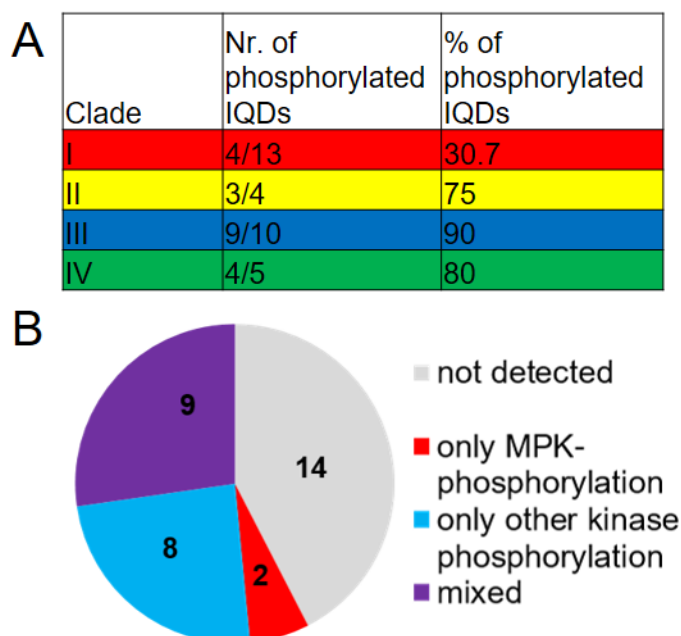 A
Clade
Nr. of
phosphorylated
IQDs
% of
phosphorylated
IQDs
I
4/13
30.7
II
3/4
75
III
9/10
90
IV
4/5
80
B
9
14
8
2
not detected
only MPK-
phosphorylation
only other kinase
phosphorylation
mixed